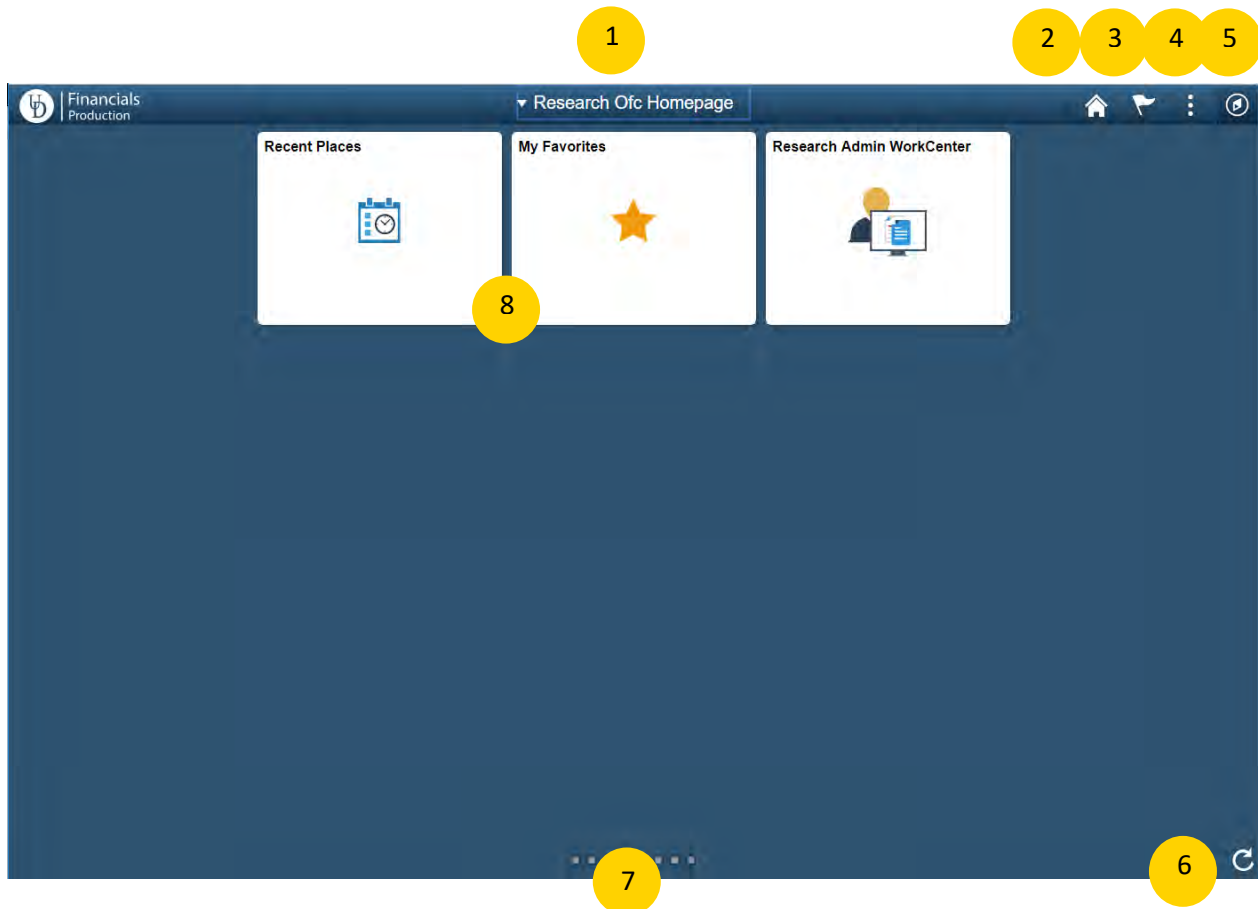 1
2 3 4 5
UD Financials
Production
Research Ofc Homepage
Recent Places
My Favorites
Research Admin WorkCenter
8
6
7